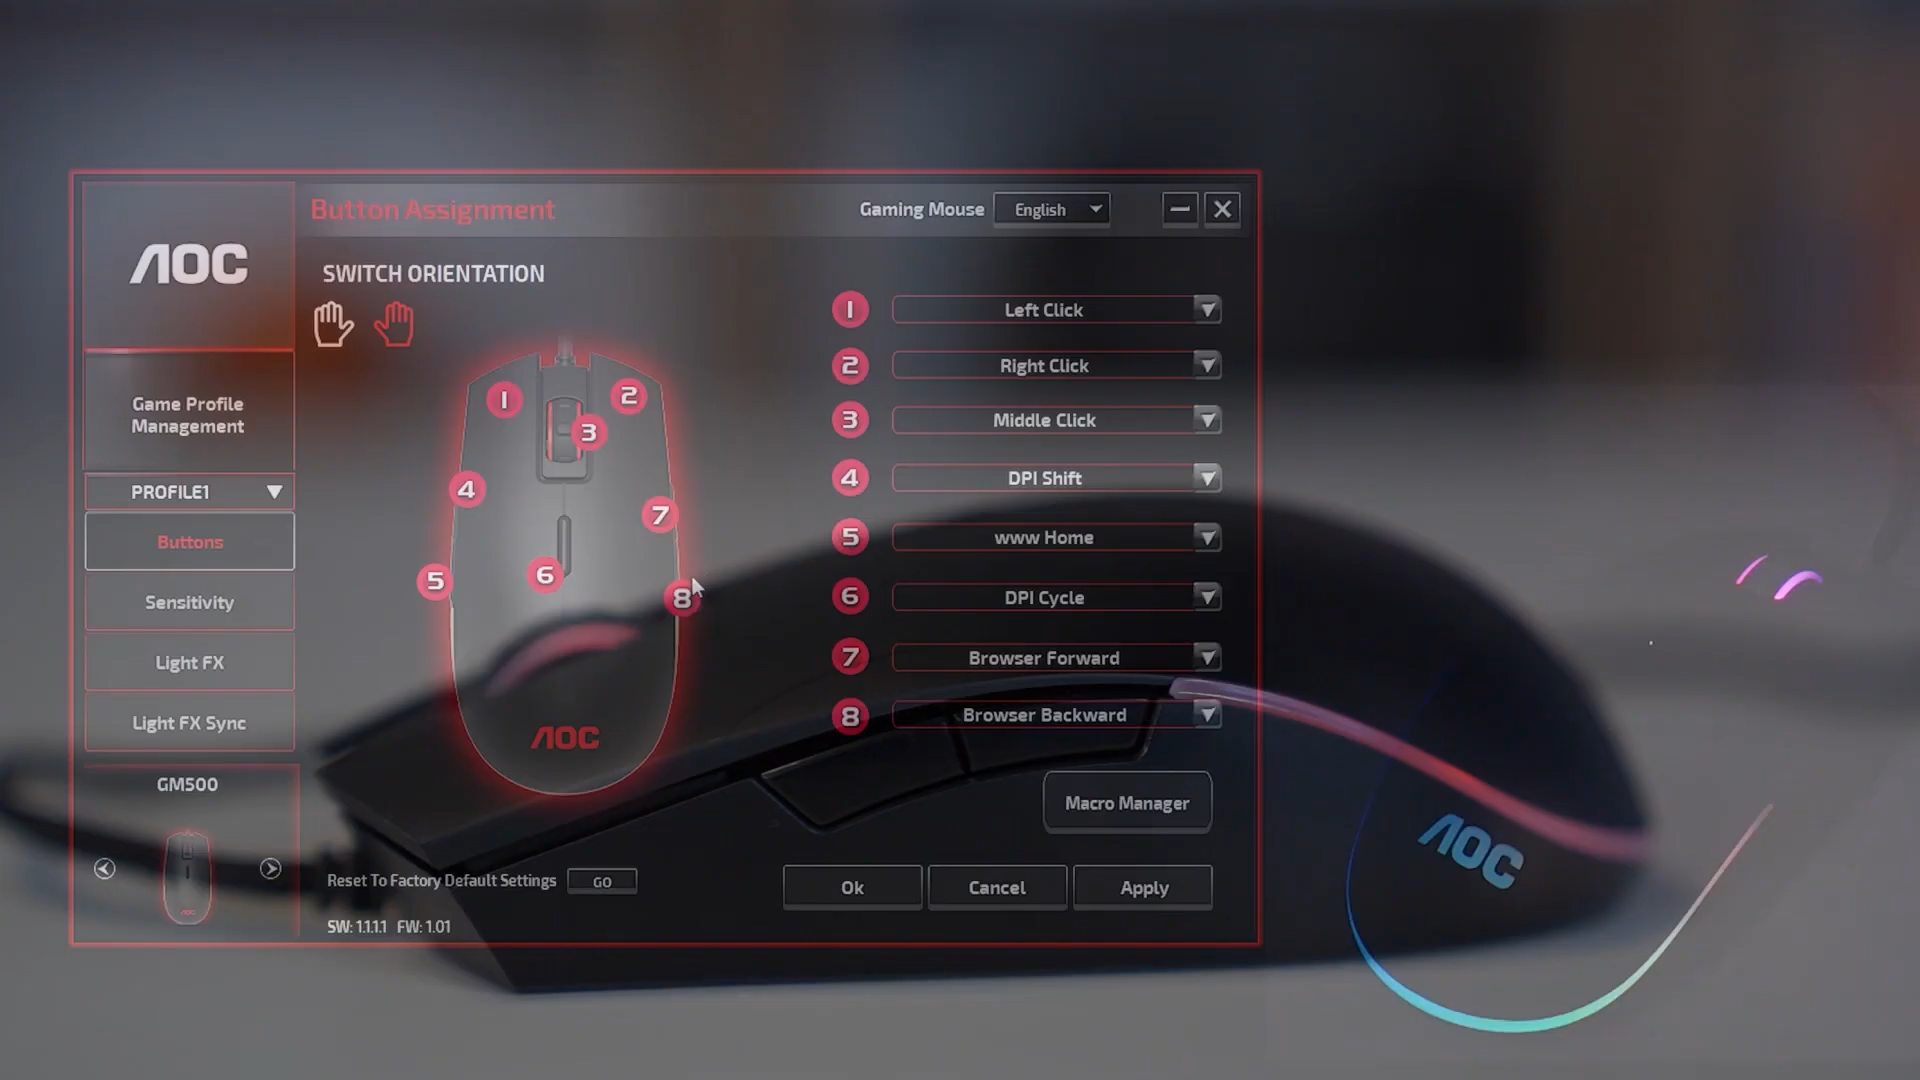 AOC
Button Assignment
Gaming Mouse
English
SWITCH ORIENTATION
Game Profile
Management
PROFILE1
Buttons
Sensitivity
Light FX
Light FX Sync
GM500
1
2
3
4
5
6
7
8
AOC
1 Left Click
2 Right Click
3 Middle Click
4 DPI Shift
5 www Home
6 DPI Cycle
7 Browser Forward
8 Browser Backward
Macro Manager
Reset To Factory Default Settings GO
Ok
Cancel
Apply
SW: 1.1.1.1 FW: 1.01
AOC